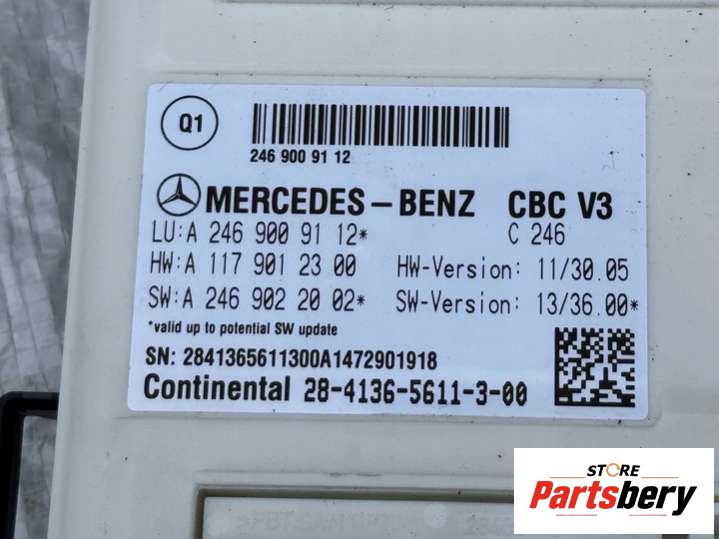 Q1
246 900 91 12
MERCEDES-BENZ CBC V3
LU:A 246 900 91 12* C 246
HW:A 117 901 23 00 HW-Version: 11/30.05
SW:A 246 902 20 02* SW-Version: 13/36.00*
*valid up to potential SW update
SN: 2841365611300A1472901918
Continental 28-4136-5611-3-00
STORE
Partsbery